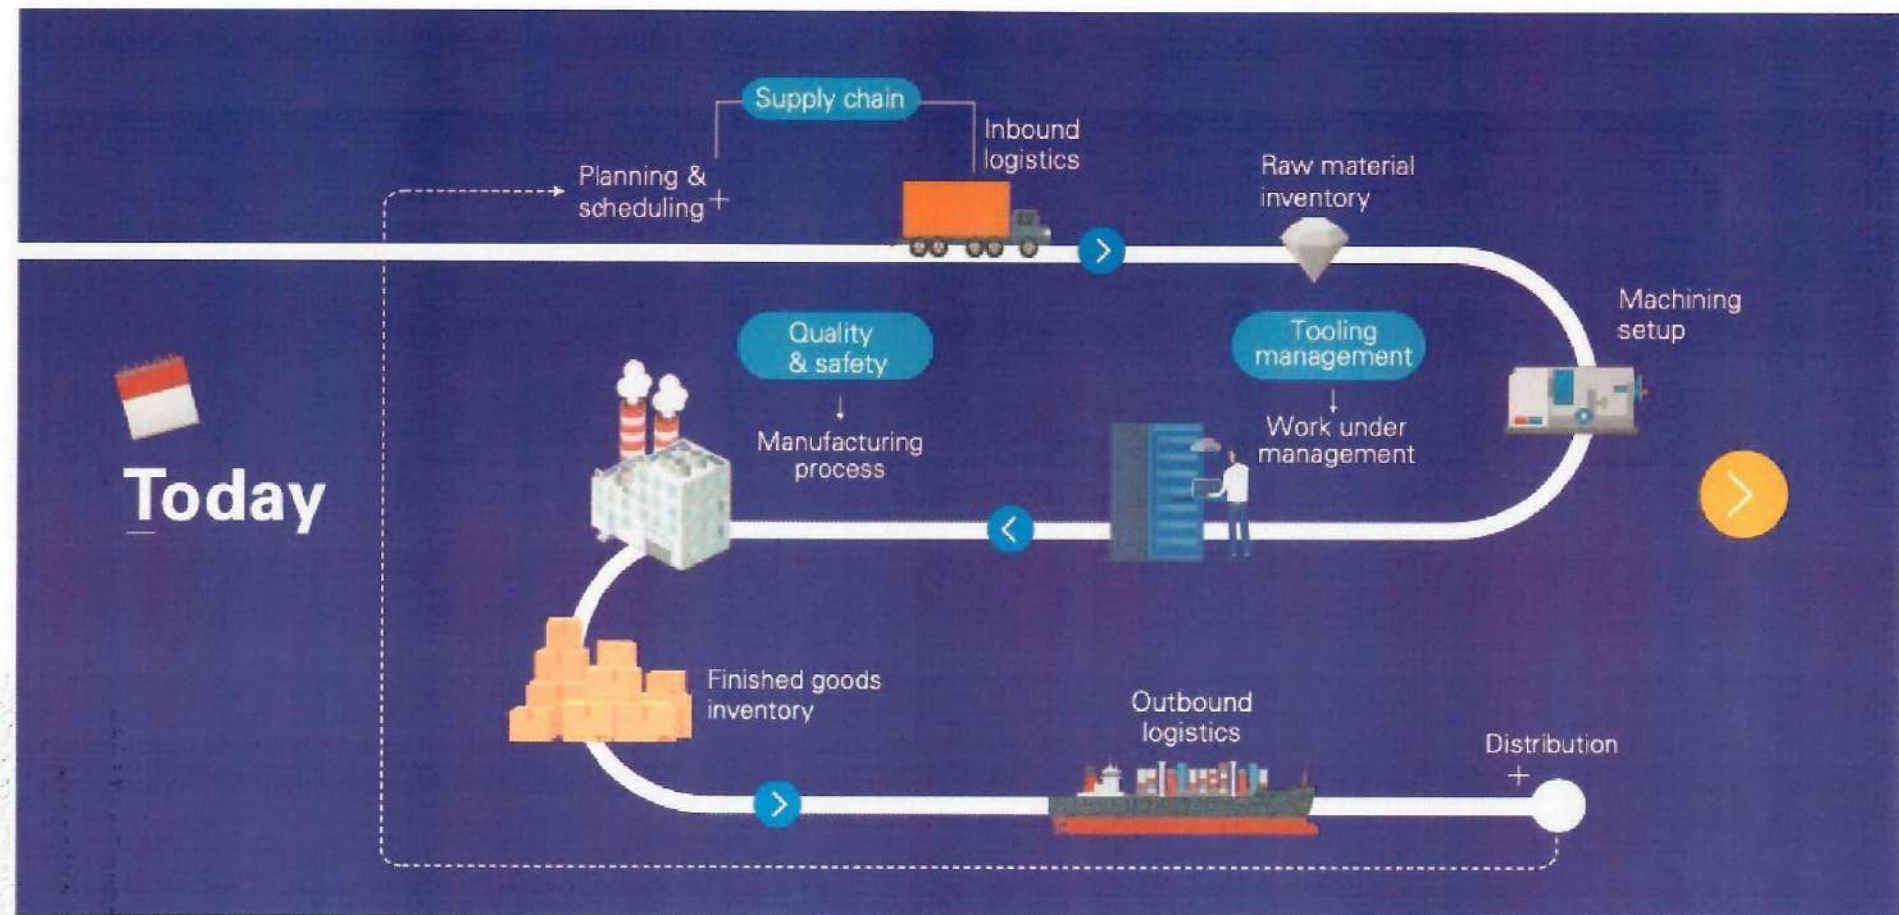 Supply chain
Inbound
logistics
Planning &
scheduling
Raw material
inventory
Machining
setup
Quality
& safety
Manufacturing
process
Tooling
management
Work under
management
Today
Finished goods
inventory
Outbound
logistics
Distribution